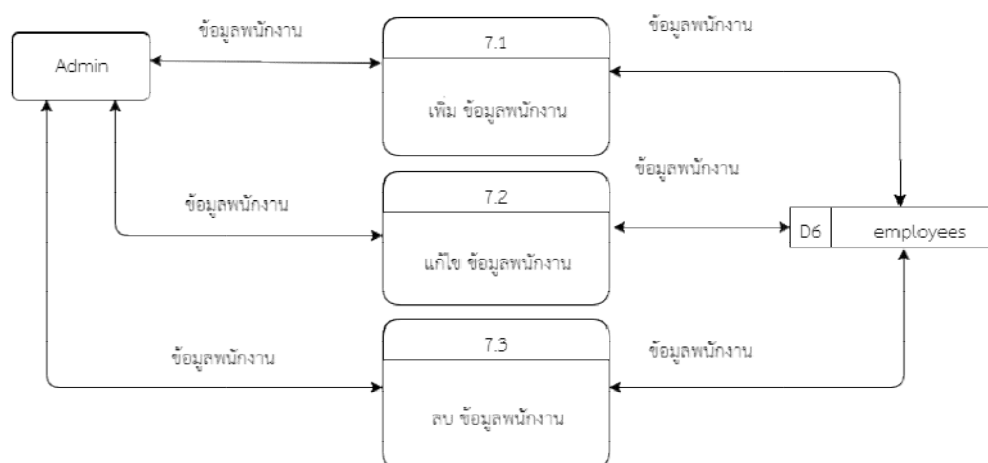 ข้อมูลพนักงาน
7.1
ข้อมูลพนักงาน
Admin
เพิ่ม ข้อมูลพนักงาน
ข้อมูลพนักงาน
7.2
ข้อมูลพนักงาน
D6
employees
แก้ไข ข้อมูลพนักงาน
7.3
ข้อมูลพนักงาน
ข้อมูลพนักงาน
ลบ ข้อมูลพนักงาน